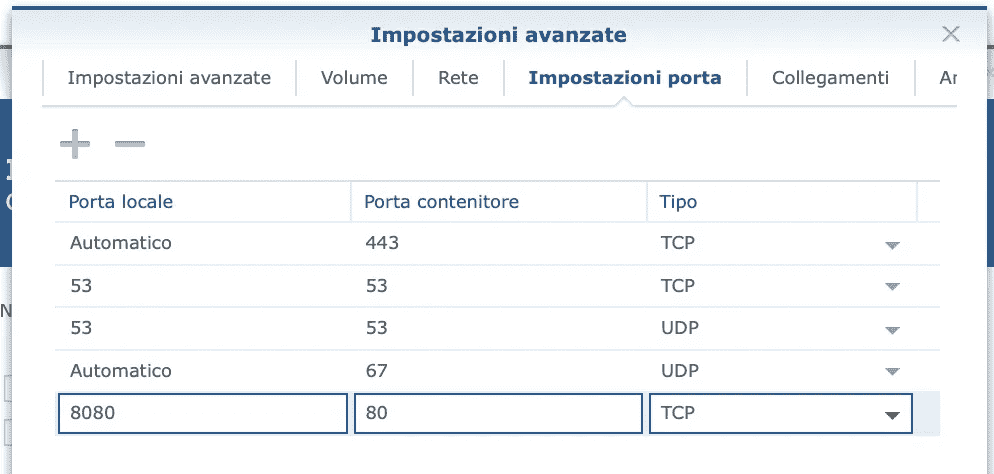 Impostazioni avanzate
Impostazioni avanzate Volume Rete Impostazioni porta Collegamenti Ar
Porta locale Porta contenitore Tipo
Automatico 443 TCP
53 53 TCP
53 53 UDP
Automatico 67 UDP
8080 80 TCP